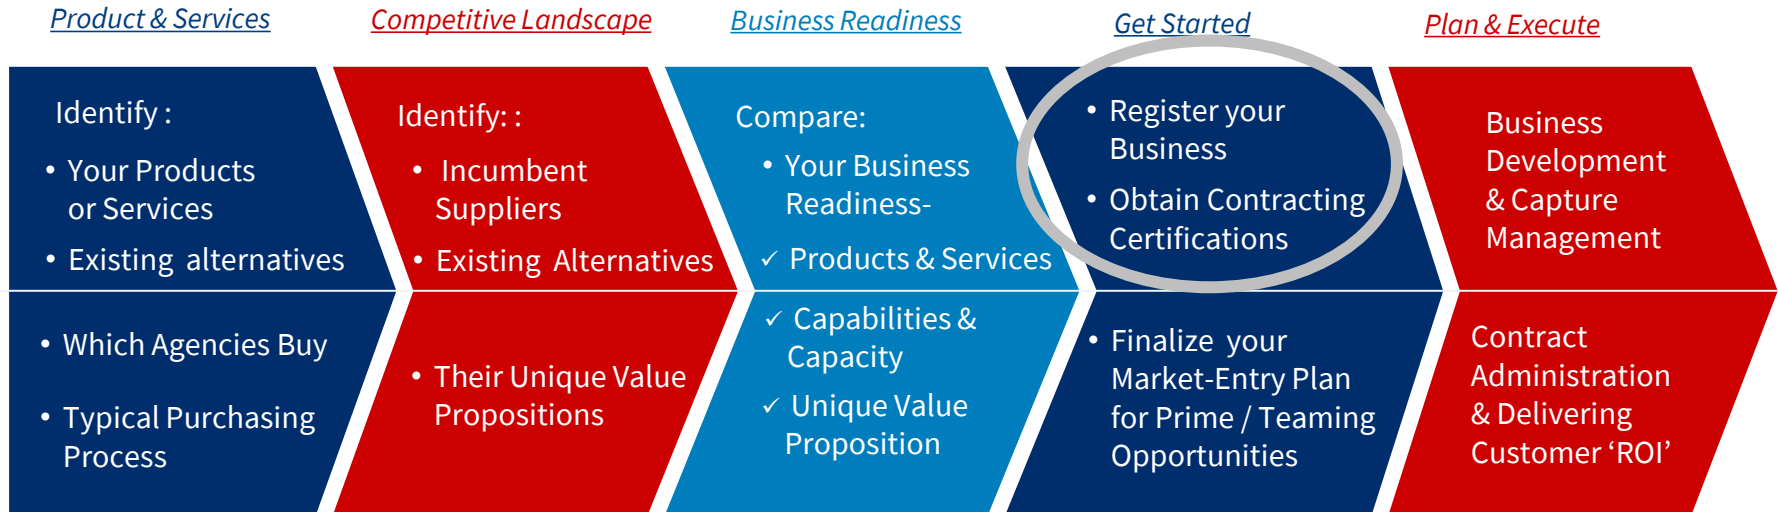 Product & Services
Competitive Landscape
Business Readiness
Get Started
Plan & Execute
Identify :
• Your Products
or Services
• Existing alternatives
• Which Agencies Buy
• Typical Purchasing
Process
Identify: :
• Incumbent
Suppliers
• Existing Alternatives
• Their Unique Value
Propositions
Compare:
• Your Business
Readiness-
✓ Products & Services
✓ Capabilities &
Capacity
✓ Unique Value
Proposition
• Register your
Business
• Obtain Contracting
Certifications
• Finalize your
Market-Entry Plan
for Prime / Teaming
Opportunities
Business
Development
& Capture
Management
Contract
Administration
& Delivering
Customer ‘ROI’